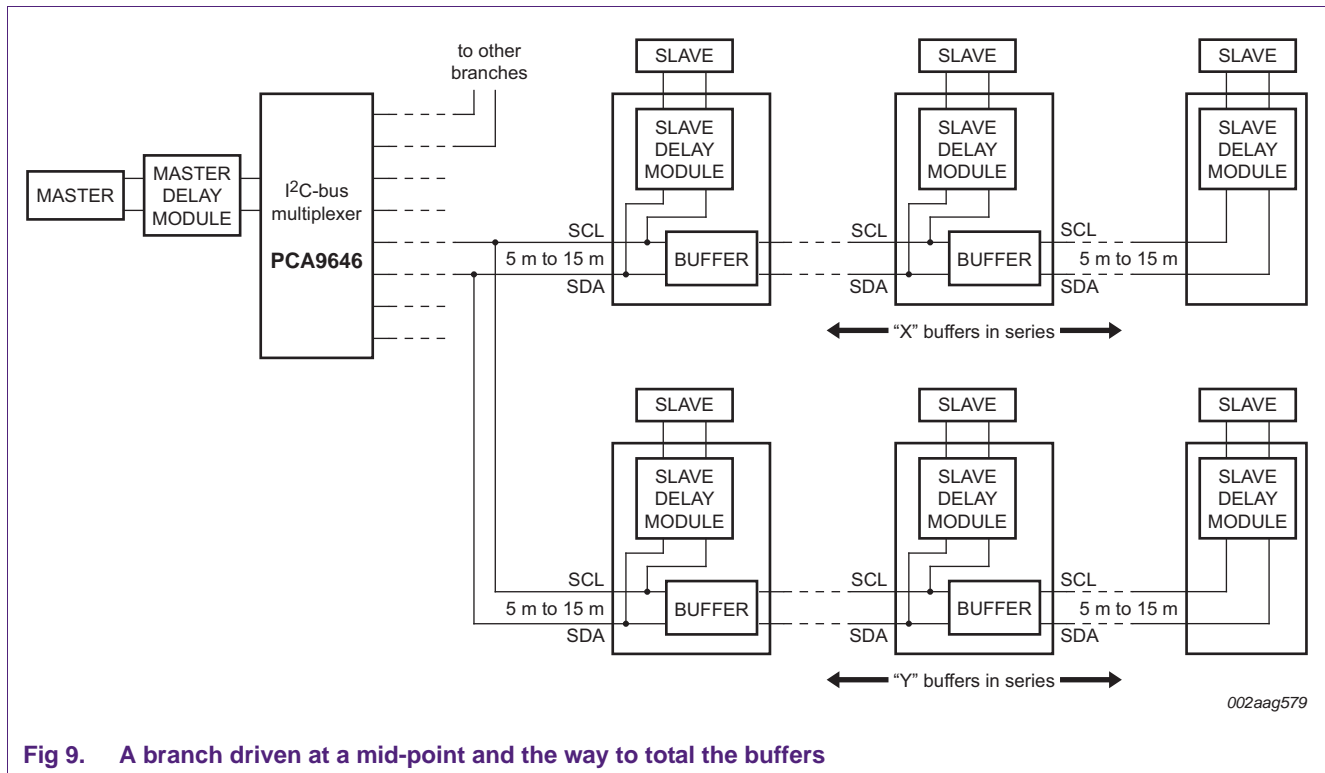 to other
branches
SLAVE
SLAVE
SLAVE
SLAVE
DELAY
MODULE
SLAVE
DELAY
MODULE
SLAVE
DELAY
MODULE
MASTER
MASTER
DELAY
MODULE
I2C-bus
multiplexer
PCA9646
SCL
5 m to 15 m
SDA
BUFFER
SCL
SDA
BUFFER
SCL
5 m to 15 m
SDA
"X" buffers in series
SLAVE
SLAVE
SLAVE
SLAVE
DELAY
MODULE
SLAVE
DELAY
MODULE
SLAVE
DELAY
MODULE
SCL
5 m to 15 m
SDA
BUFFER
SCL
SDA
BUFFER
SCL
5 m to 15 m
SDA
"Y" buffers in series
002aag579
Fig 9. A branch driven at a mid-point and the way to total the buffers